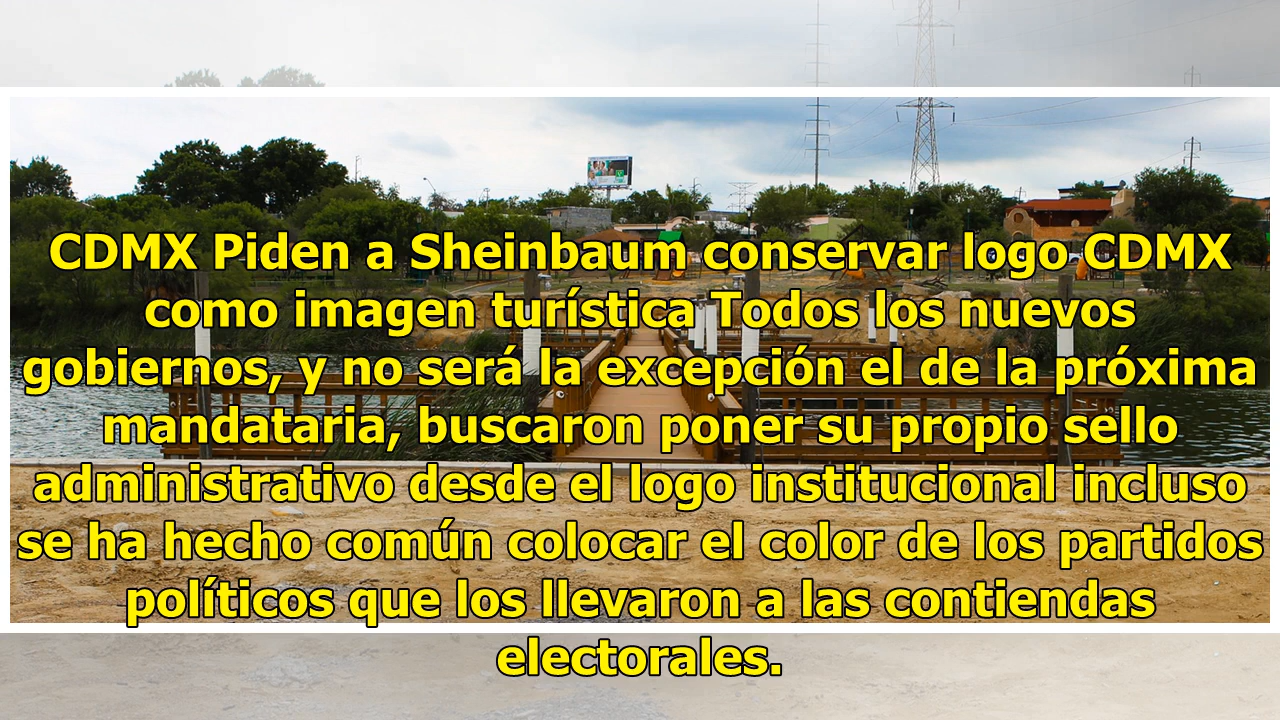 CDMX Piden a Sheinbaum conservar logo CDMX
como imagen turística Todos los nuevos
gobiernos, y no será la excepción el de la próxima
mandataria, buscaron poner su propio sello
administrativo desde el logo institucional incluso
se ha hecho común colocar el color de los partidos
políticos que los llevaron a las contiendas
electorales.